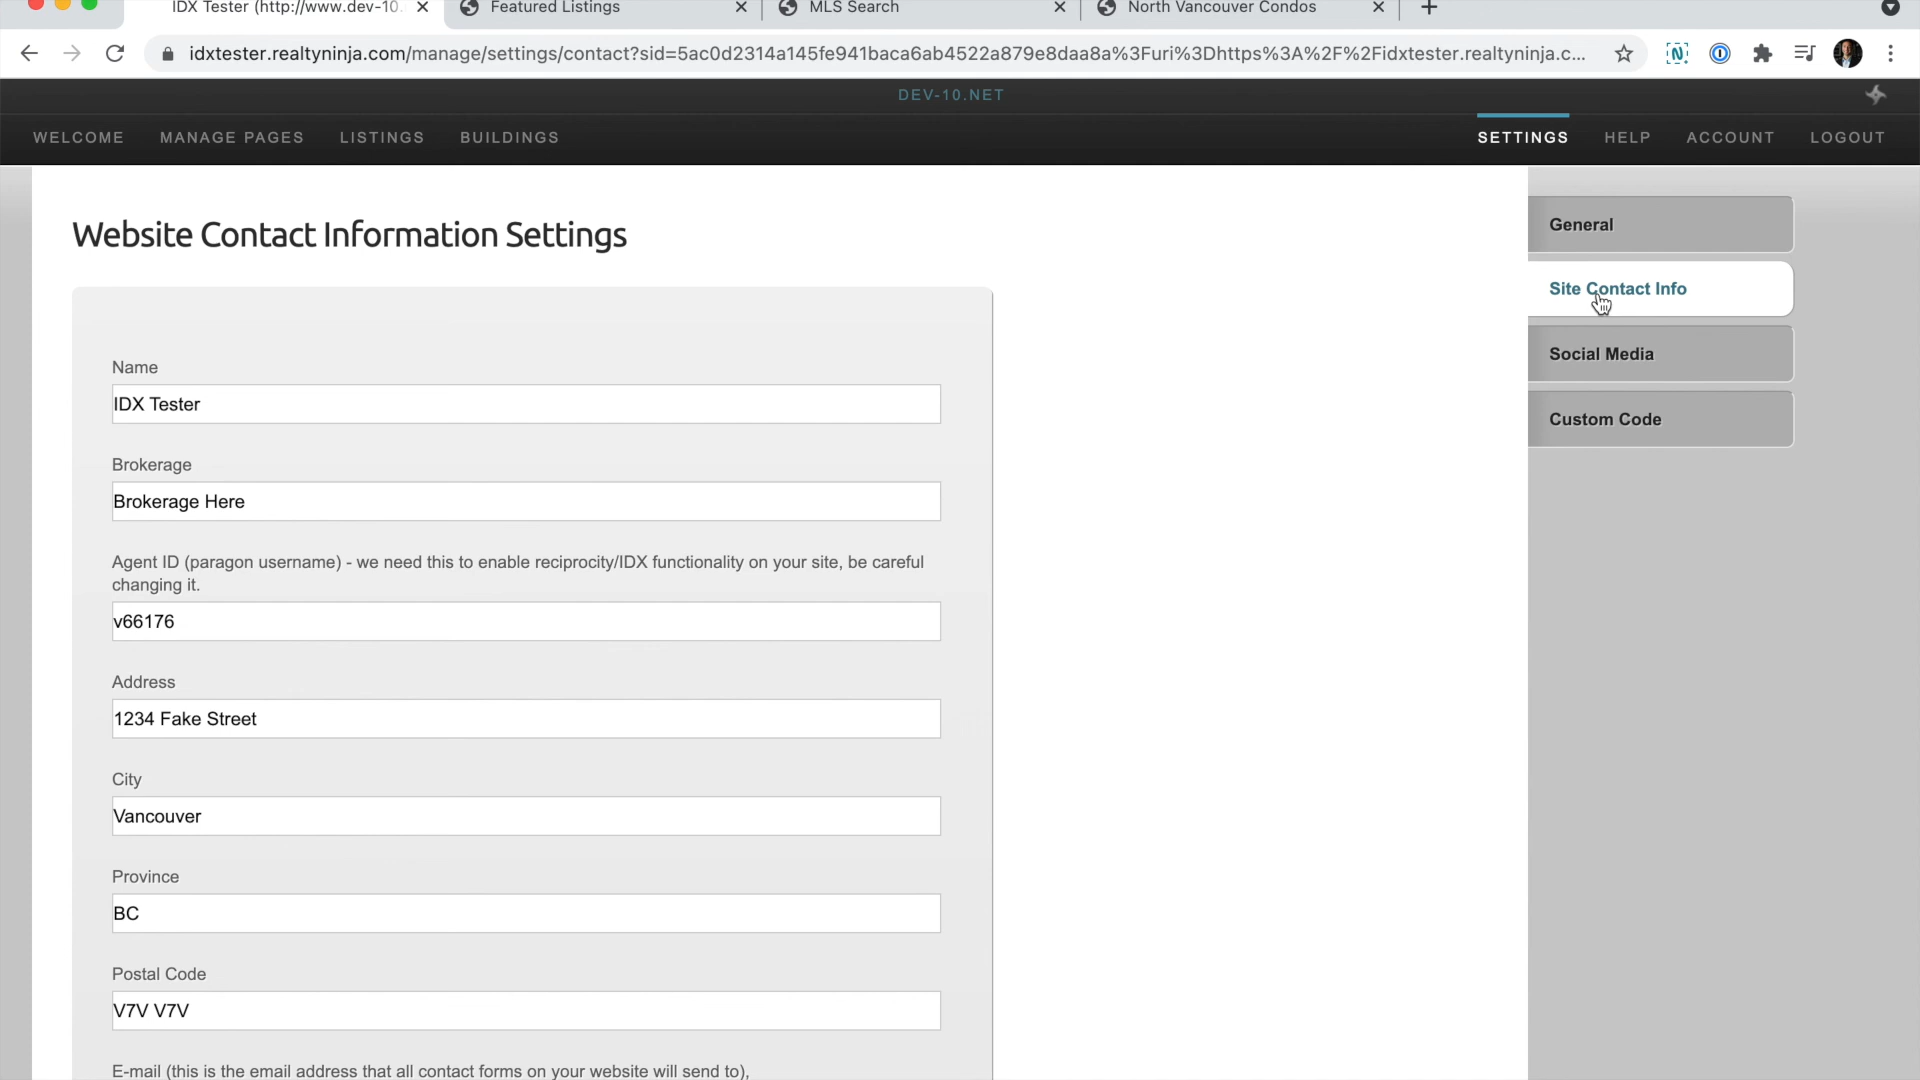 IDX Tester (http://www.dev-10.
Featured Listings
MLS Search
North Vancouver Condos
idxtester.realtyninja.com/manage/settings/contact?sid=5ac0d2314a145fe941baca6ab4522a879e8daa8a%3Furi%3Dhttps%3A%2F%2Fidxtester.realtyninja.c...
DEV-10.NET
WELCOME MANAGE PAGES LISTINGS BUILDINGS SETTINGS HELP ACCOUNT LOGOUT
Website Contact Information Settings
General
Site Contact Info
Social Media
Custom Code
Name
IDX Tester
Brokerage
Brokerage Here
Agent ID (paragon username) - we need this to enable reciprocity/IDX functionality on your site, be careful
changing it.
v66176
Address
1234 Fake Street
City
Vancouver
Province
BC
Postal Code
V7V V7V
E-mail (this is the email address that all contact forms on your website will send to),